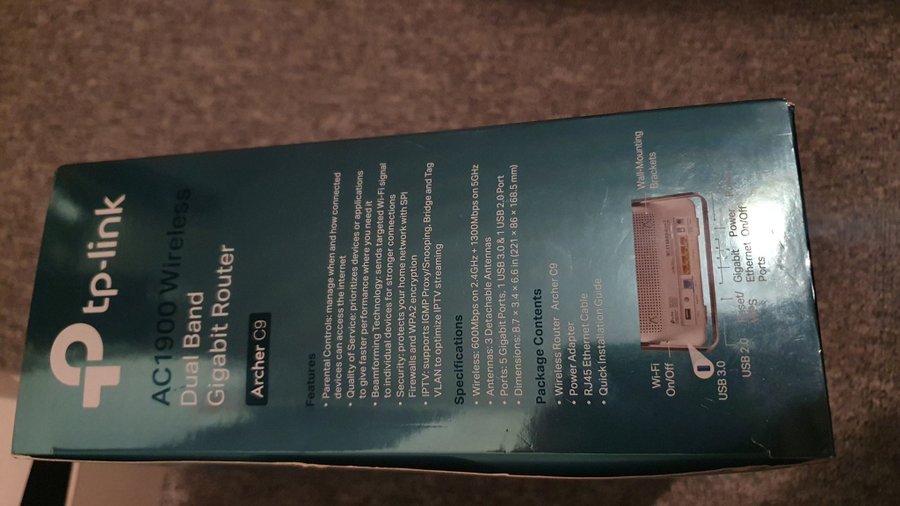 tp-link
AC1900 Wireless
Dual Band
Gigabit Router
Archer C9
Features
• Parental Controls: manage when and how connected
devices can access the internet
• Quality of Service: prioritizes devices or applications
to give faster performance where you need it
• Beamforming Technology: sends targeted Wi-Fi signal
to individual devices for stronger connections
• Security: protects your home network with SPI
Firewalls and WPA2 encryption
• IPTV: supports IGMP Proxy/Snooping, Bridge and Tag
VLAN to optimize IPTV streaming
Specifications
• Wireless: 600Mbps on 2.4GHz + 1300Mbps on 5GHz
• Antennas: 3 Detachable Antennas
• Ports: 5 Gigabit Ports, 1 USB 3.0 & 1 USB 2.0 Port
• Dimensions: 8.7 × 3.4 × 6.6 in (221 × 86 × 168.5 mm)
Package Contents
• Wireless Router Archer C9
• Power Adapter
• RJ45 Ethernet Cable
• Quick Installation Guide
Wall-Mounting
Brackets
Wi-Fi
On/Off
USB 3.0
USB 2.0
Reset/
WPS
Gigabit
Ethernet
Ports
Power
On/Off